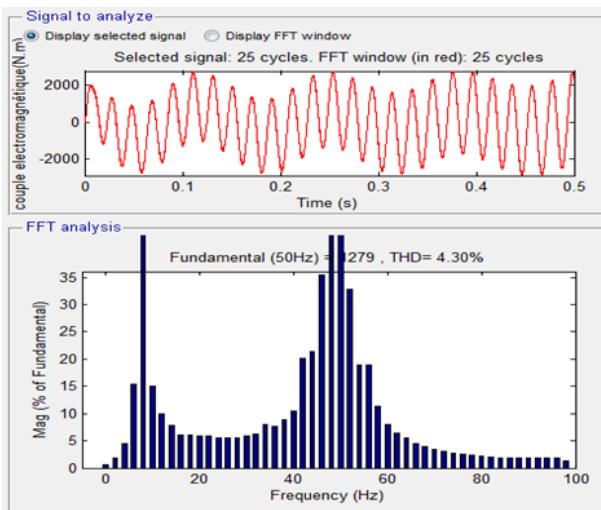 Signal to analyze
Display selected signal Display FFT window
Selected signal: 25 cycles. FFT window (in red): 25 cycles
couple electromagnétique(N.m)
2000
0
-2000
0 0.1 0.2 0.3 0.4 0.5
Time (s)
FFT analysis
Fundamental (50Hz) = 279 , THD= 4.30%
Mag (% of Fundamental)
35
30
25
20
15
10
5
0
0 20 40 60 80 100
Frequency (Hz)